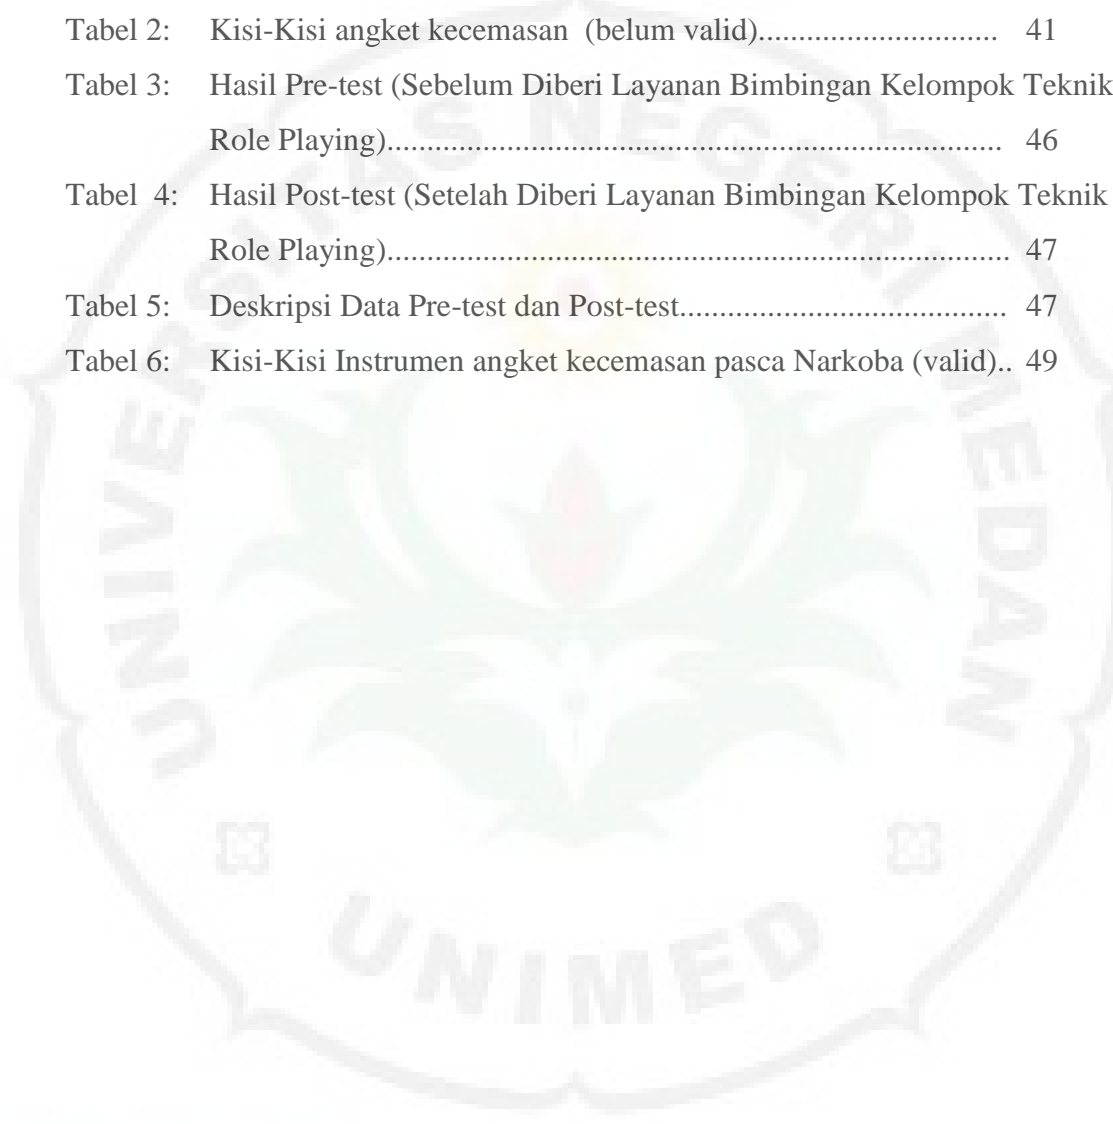 Tabel 2: Kisi-Kisi angket kecemasan (belum valid).............................. 41
Tabel 3: Hasil Pre-test (Sebelum Diberi Layanan Bimbingan Kelompok Teknik
Role Playing)............................................................................ 46
Tabel 4: Hasil Post-test (Setelah Diberi Layanan Bimbingan Kelompok Teknik
Role Playing)............................................................................. 47
Tabel 5: Deskripsi Data Pre-test dan Post-test........................................ 47
Tabel 6: Kisi-Kisi Instrumen angket kecemasan pasca Narkoba (valid).. 49
UNIVERSITAS NEGERI MEDAN
UNIMED